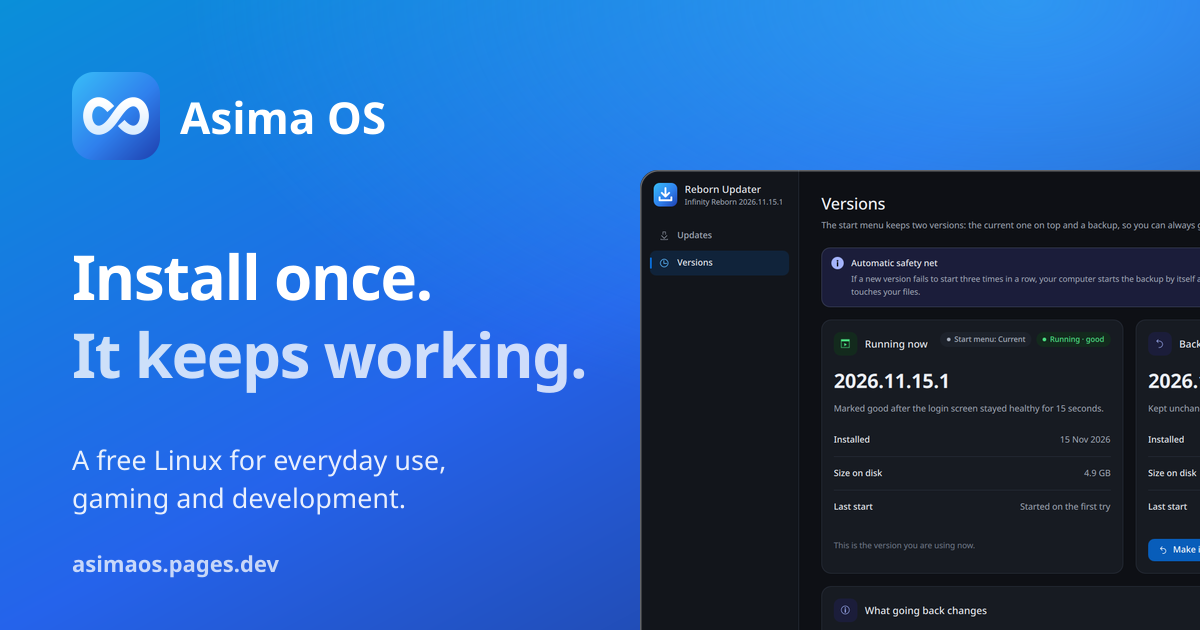 Asima OS
Install once.
It keeps working.
A free Linux for everyday use,
gaming and development.
asimaos.pages.dev
Reborn Updater
Infinity Reborn 2026.11.15.1
Updates
Versions
Versions
The start menu keeps two versions: the current one on top and a backup, so you can always
Automatic safety net
If a new version fails to start three times in a row, your computer starts the backup by itself
touches your files.
Running now
Start menu: Current
Running · good
2026.11.15.1
Marked good after the login screen stayed healthy for 15 seconds.
Installed
15 Nov 2026
Size on disk
4.9 GB
Last start
Started on the first try
This is the version you are using now.
2026.
Kept
Installed
Size on disk
Last start
Make
What going back changes